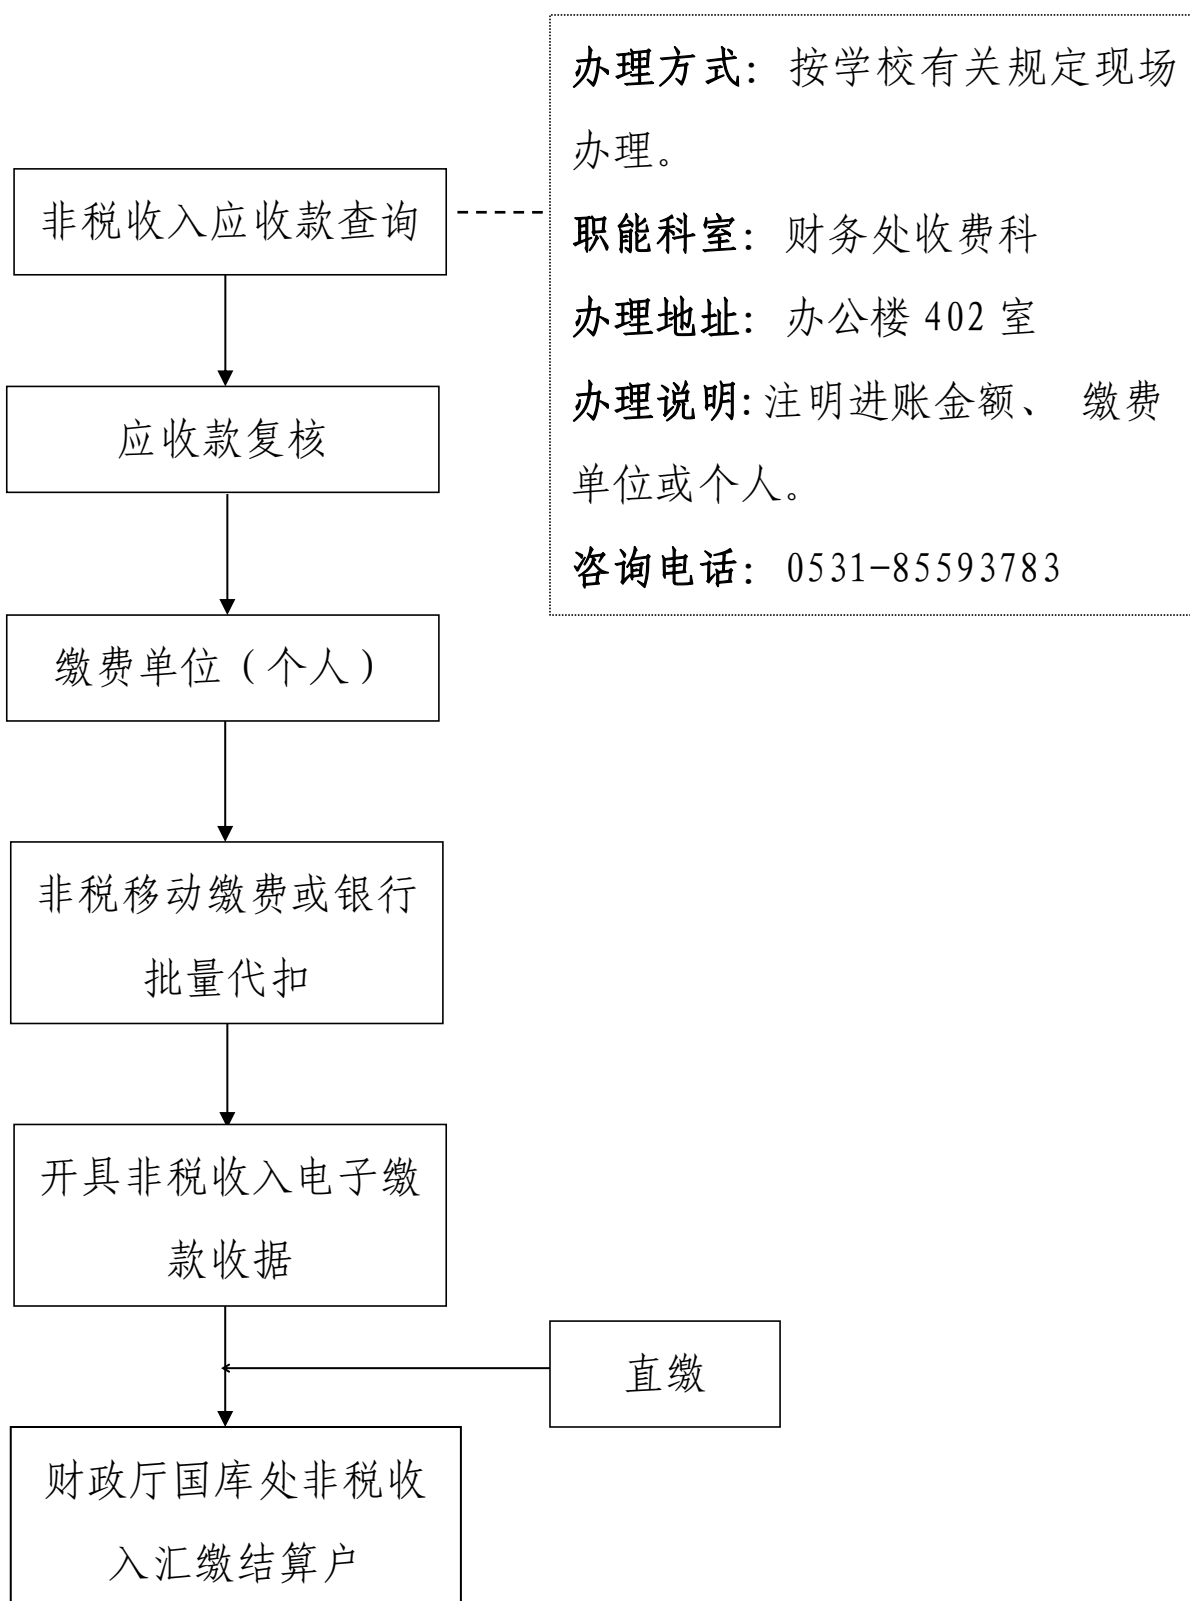 办理方式：按学校有关规定现场
办理。
职能科室：财务处收费科
办理地址：办公楼 402 室
办理说明：注明进账金额、 缴费
单位或个人。
咨询电话：0531-85593783
非税收入应收款查询
应收款复核
缴费单位（个人）
非税移动缴费或银行
批量代扣
开具非税收入电子缴
款收据
直缴
财政厅国库处非税收
入汇缴结算户